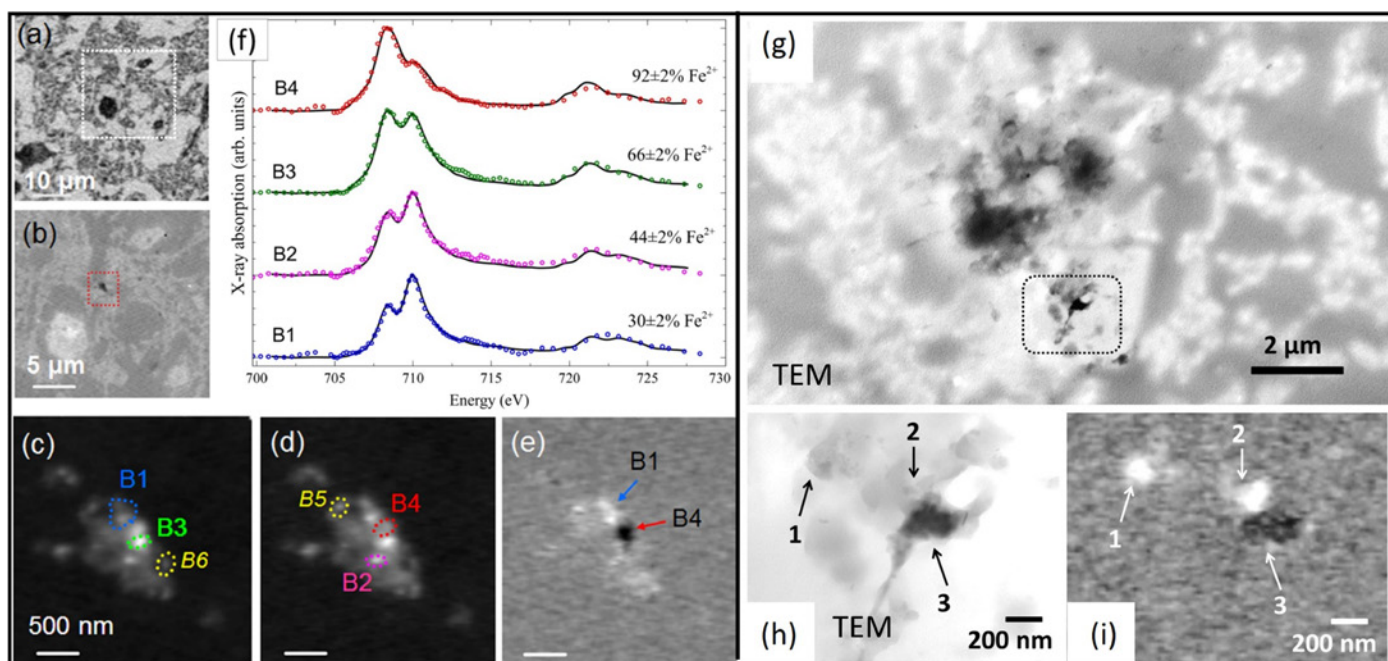 (a)
10 µm
(b)
5 µm
(f)
X-ray absorption (arb. units)
B4
92±2% Fe²⁺
B3
66±2% Fe²⁺
B2
44±2% Fe²⁺
B1
30±2% Fe²⁺
700 705 710 715 720 725 730
Energy (eV)
(c)
B1
B3
B6
500 nm
(d)
B5
B4
B2
(e)
B1
B4
(g)
TEM
2 µm
2
1
3
(h)
TEM
200 nm
2
1
3
(i)
200 nm